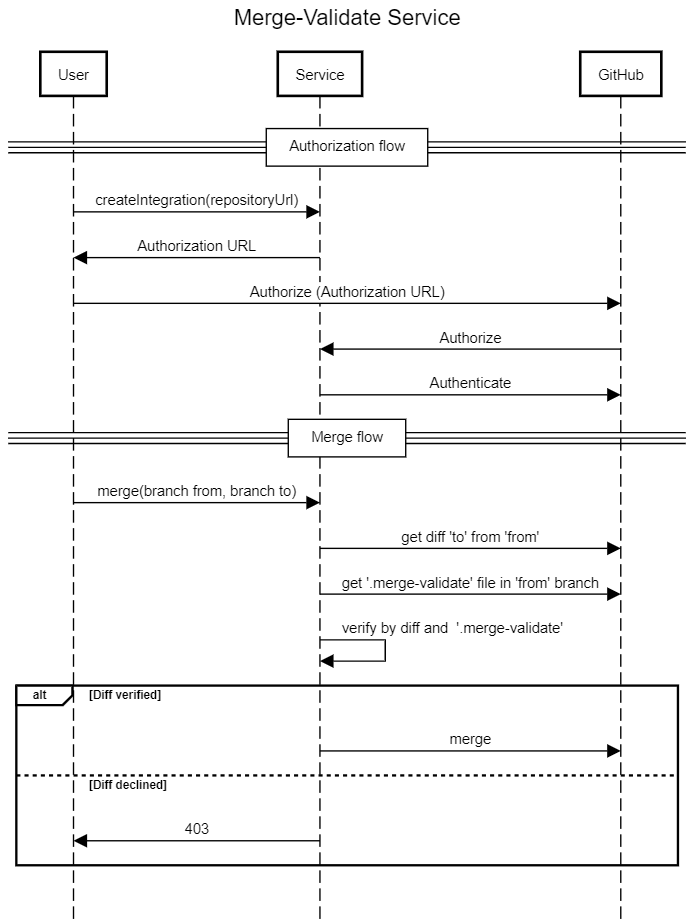 Merge-Validate Service
User
Service
GitHub
Authorization flow
createIntegration(repositoryUrl)
Authorization URL
Authorize (Authorization URL)
Authorize
Authenticate
Merge flow
merge(branch from, branch to)
get diff 'to' from 'from'
get '.merge-validate' file in 'from' branch
verify by diff and  '.merge-validate'
alt
[Diff verified]
merge
[Diff declined]
403